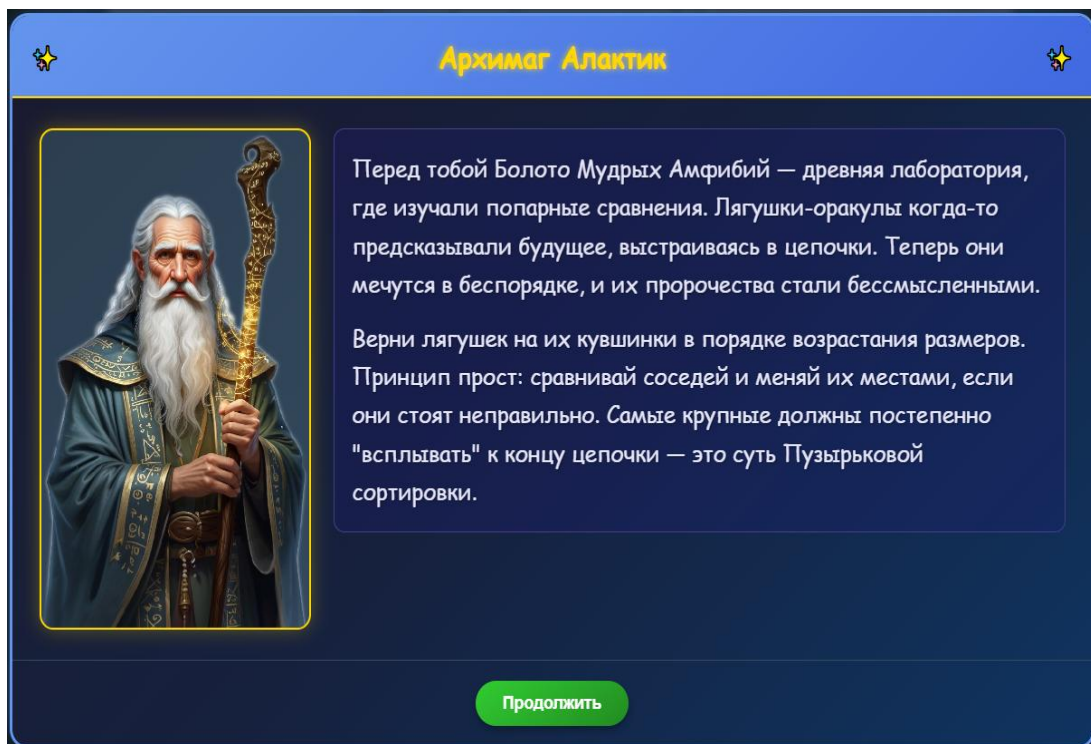 Архимаг Алактик
Перед тобой Болото Мудрых Амфибий — древняя лаборатория,
где изучали попарные сравнения. Лягушки-оракулы когда-то
предсказывали будущее, выстраиваясь в цепочки. Теперь они
мечутся в беспорядке, и их пророчества стали бессмысленными.
Верни лягушек на их кувшинки в порядке возрастания размеров.
Принцип прост: сравнивай соседей и меняй их местами, если
они стоят неправильно. Самые крупные должны постепенно
"всплывать" к концу цепочки — это суть Пузырьковой
сортировки.
Продолжить